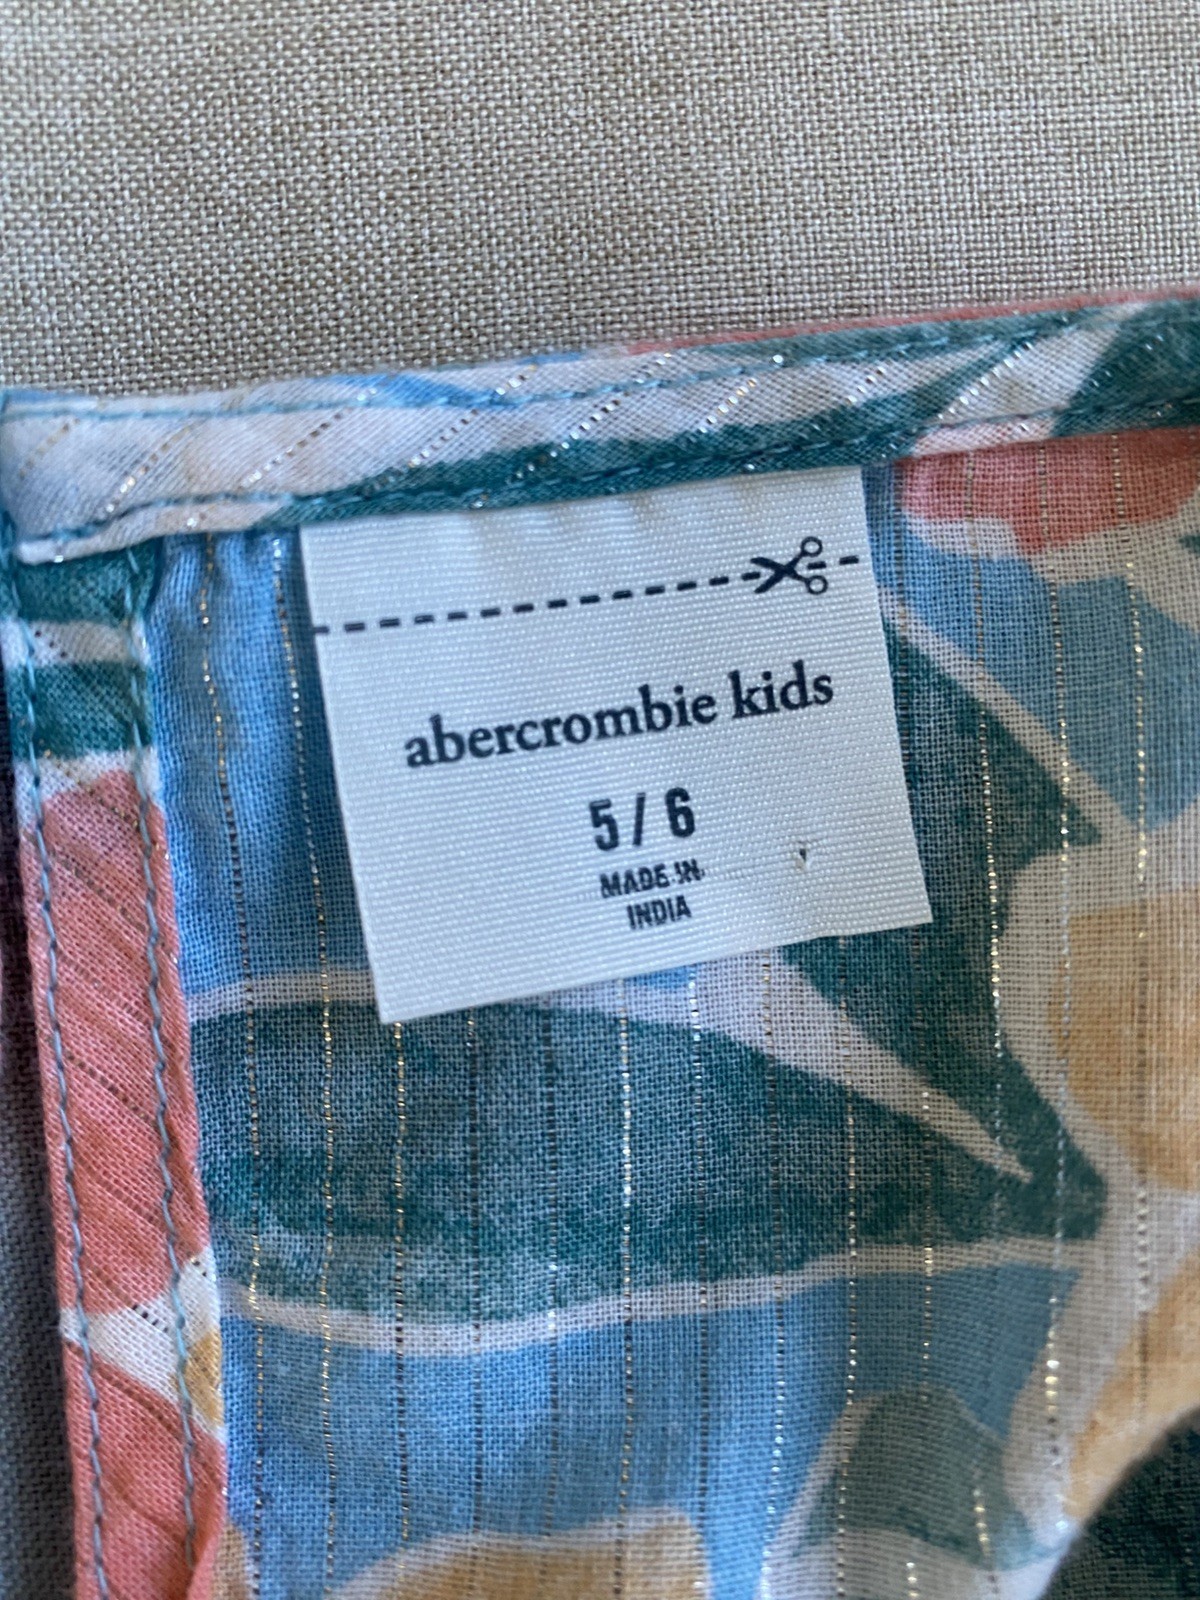 abercrombie kids
5 / 6
MADE IN
INDIA